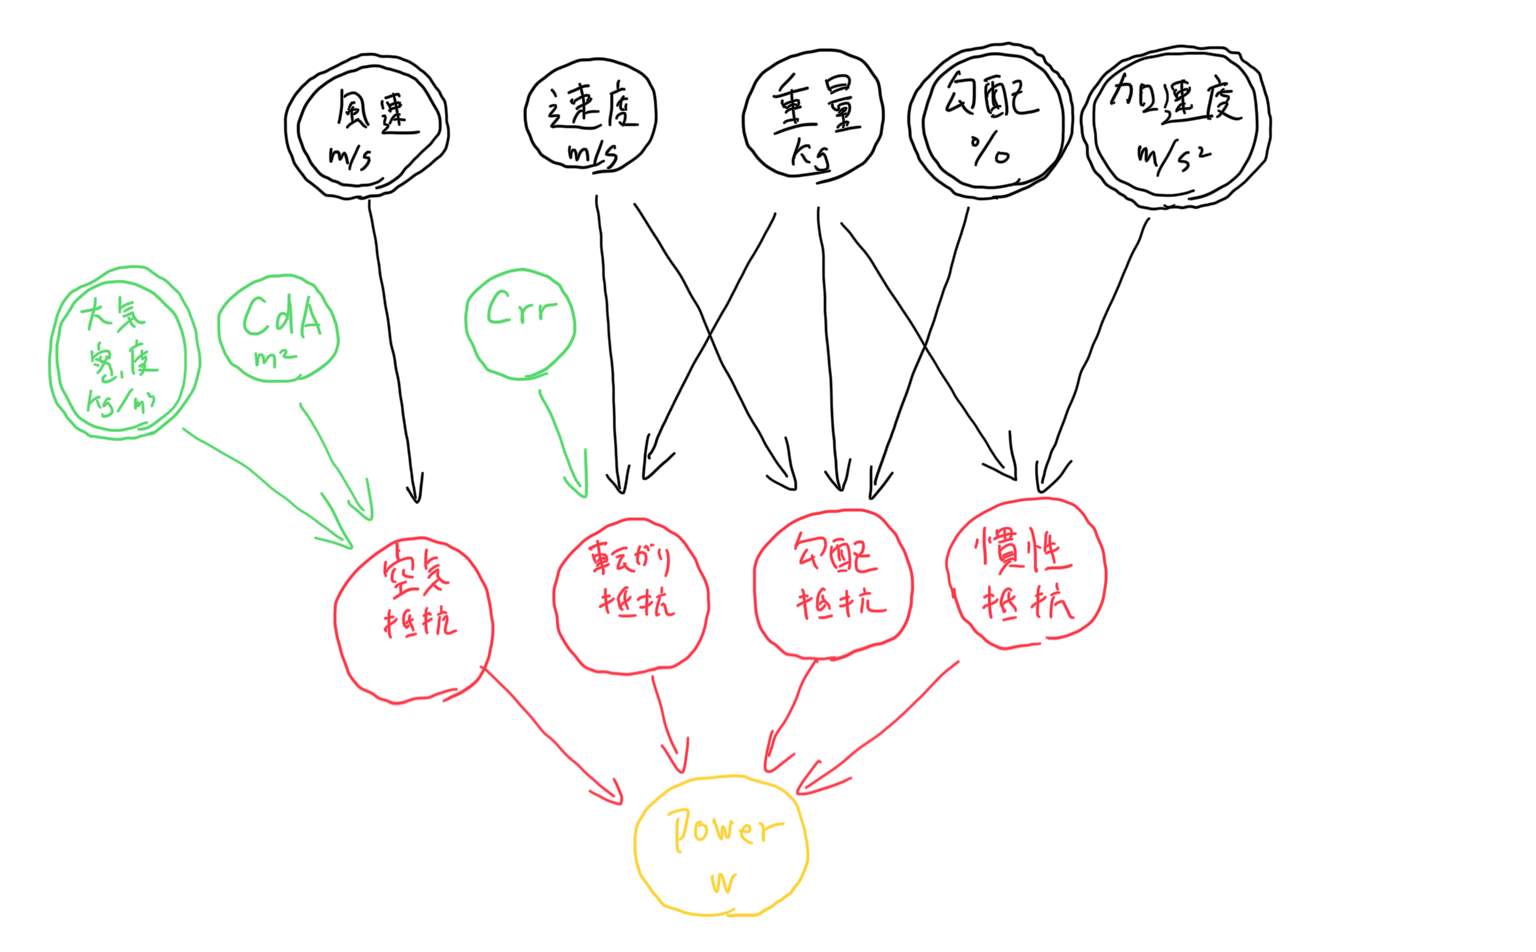 風速
m/s
速度
m/s
重量
kg
勾配
%
加速度
m/s²
大気
密度
kg/m³
CdA
m²
Crr
空気
抵抗
転がり
抵抗
勾配
抵抗
慣性
抵抗
Power
W